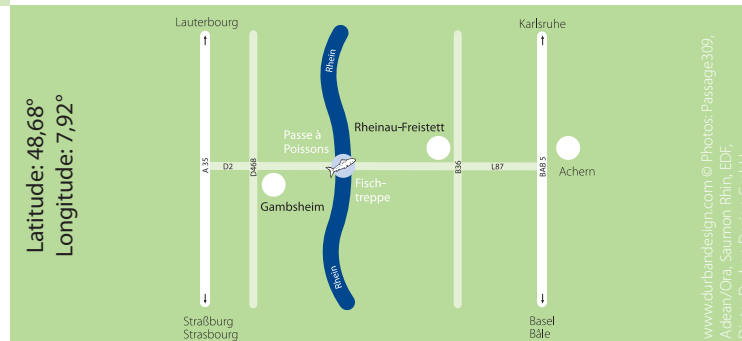 Lauterbourg
Karlsruhe
Latitude: 48,68°
Longitude: 7,92°
Rhein
Passe à
Poissons
Rheinau-Freistett
A 35
D2
D468
B36
L87
BAB 5
Achern
Gambsheim
Fisch-
treppe
Rhein
Straßburg
Strasbourg
Basel
Bâle
www.durbandesign.com © Photos: Passage309,
Adean/Ora, Saumon Rhin, EDF,